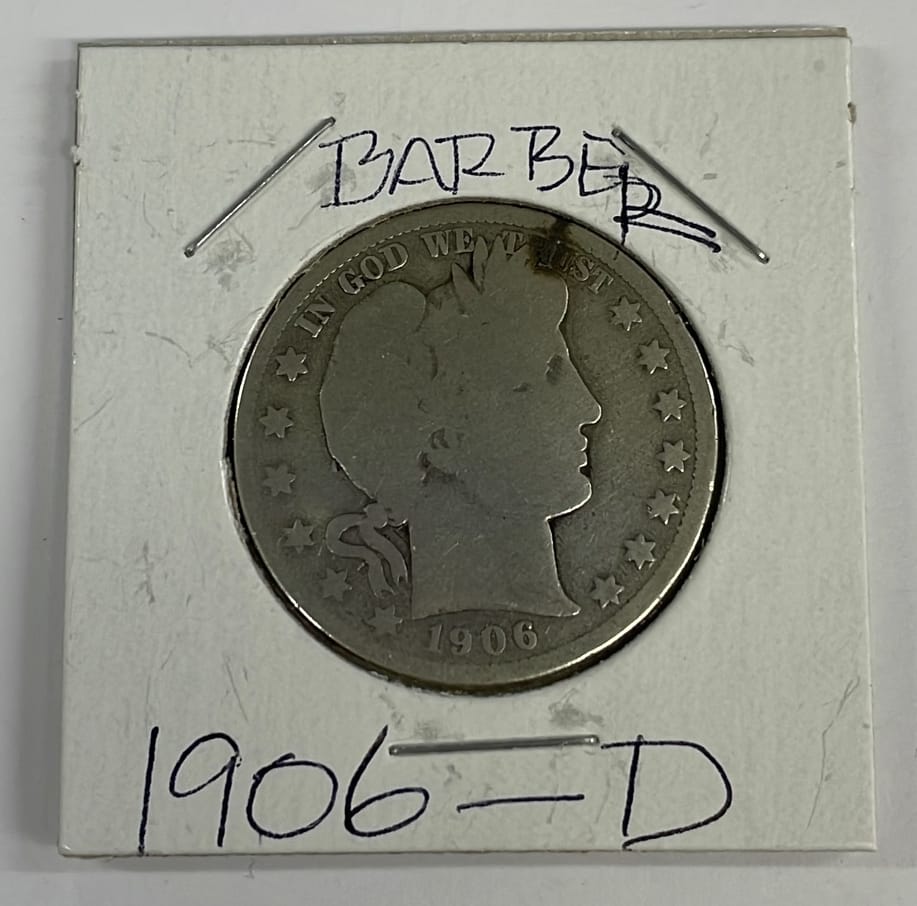 BARBER
IN GOD WE TRUST
1906
1906-D